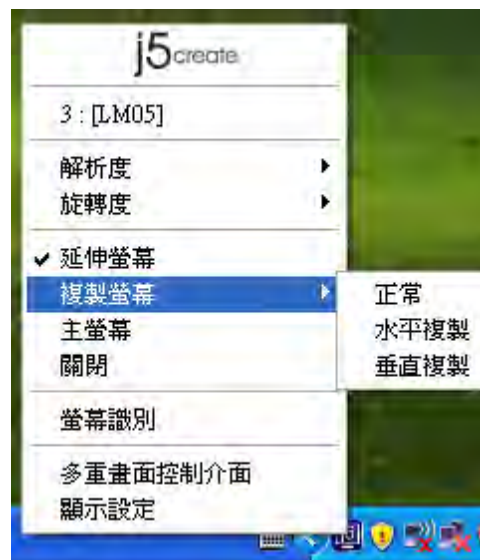 j5create
3 : [LM05]
解析度
旋轉度
延伸螢幕
複製螢幕
正常
主螢幕
水平複製
關閉
垂直複製
螢幕識別
多重畫面控制介面
顯示設定